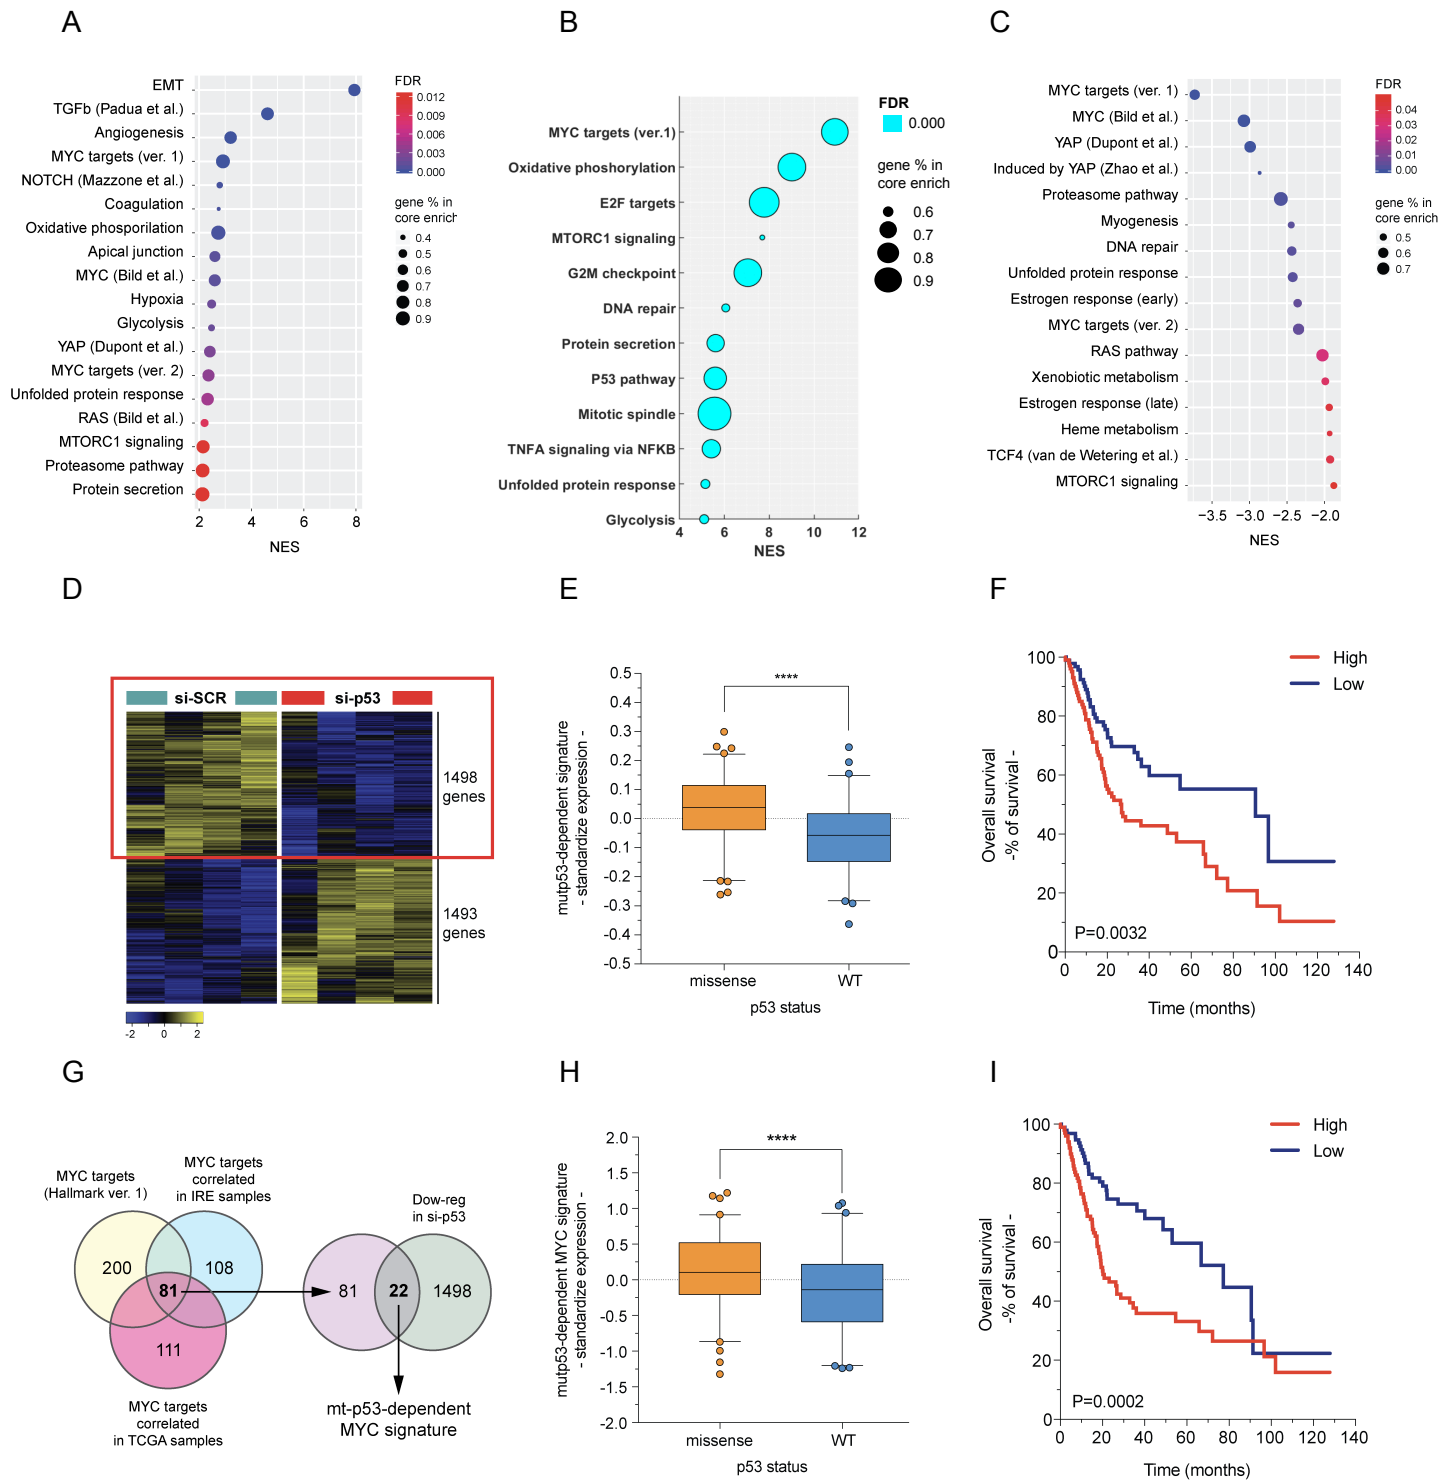 A
EMT
TGFb (Padua et al.)
Angiogenesis
MYC targets (ver. 1)
NOTCH (Mazzone et al.)
Coagulation
Oxidative phosporilation
Apical junction
MYC (Bild et al.)
Hypoxia
Glycolysis
YAP (Dupont et al.)
MYC targets (ver. 2)
Unfolded protein response
RAS (Bild et al.)
MTORC1 signaling
Proteasome pathway
Protein secretion
2 4 6 8
NES
FDR
0.012
0.009
0.006
0.003
0.000
gene % in
core enrich
0.4
0.5
0.6
0.7
0.8
0.9
B
MYC targets (ver.1)
Oxidative phoshorylation
E2F targets
MTORC1 signaling
G2M checkpoint
DNA repair
Protein secretion
P53 pathway
Mitotic spindle
TNFA signaling via NFKB
Unfolded protein response
Glycolysis
4 6 8 10 12
NES
FDR
0.000
gene % in
core enrich
0.6
0.7
0.8
0.9
C
MYC targets (ver. 1)
MYC (Bild et al.)
YAP (Dupont et al.)
Induced by YAP (Zhao et al.)
Proteasome pathway
Myogenesis
DNA repair
Unfolded protein response
Estrogen response (early)
MYC targets (ver. 2)
RAS pathway
Xenobiotic metabolism
Estrogen response (late)
Heme metabolism
TCF4 (van de Wetering et al.)
MTORC1 signaling
−3.5 −3.0 −2.5 −2.0
NES
FDR
0.04
0.03
0.02
0.01
0.00
gene % in
core enrich
0.5
0.6
0.7
D
si-SCR si-p53
1498
genes
1493
genes
-2 0 2
E
mutp53-dependent signature
- standardize expression -
0.5
0.4
0.3
0.2
0.1
0.0
-0.1
-0.2
-0.3
-0.4
-0.5
****
missense WT
p53 status
F
Overall survival
-% of survival -
100
80
60
40
20
0
High
Low
P=0.0032
0 20 40 60 80 100 120 140
Time (months)
G
MYC targets
(Hallmark ver. 1)
MYC targets
correlated
in IRE samples
200
108
81
111
MYC targets
correlated
in TCGA samples
Dow-reg
in si-p53
81 22 1498
mt-p53-dependent
MYC signature
H
mutp53-dependent MYC signature
- standardize expression -
2.0
1.5
1.0
0.5
0.0
-0.5
-1.0
-1.5
-2.0
****
missense WT
p53 status
I
Overall survival
-% of survival -
100
80
60
40
20
0
High
Low
P=0.0002
0 20 40 60 80 100 120 140
Time (months)